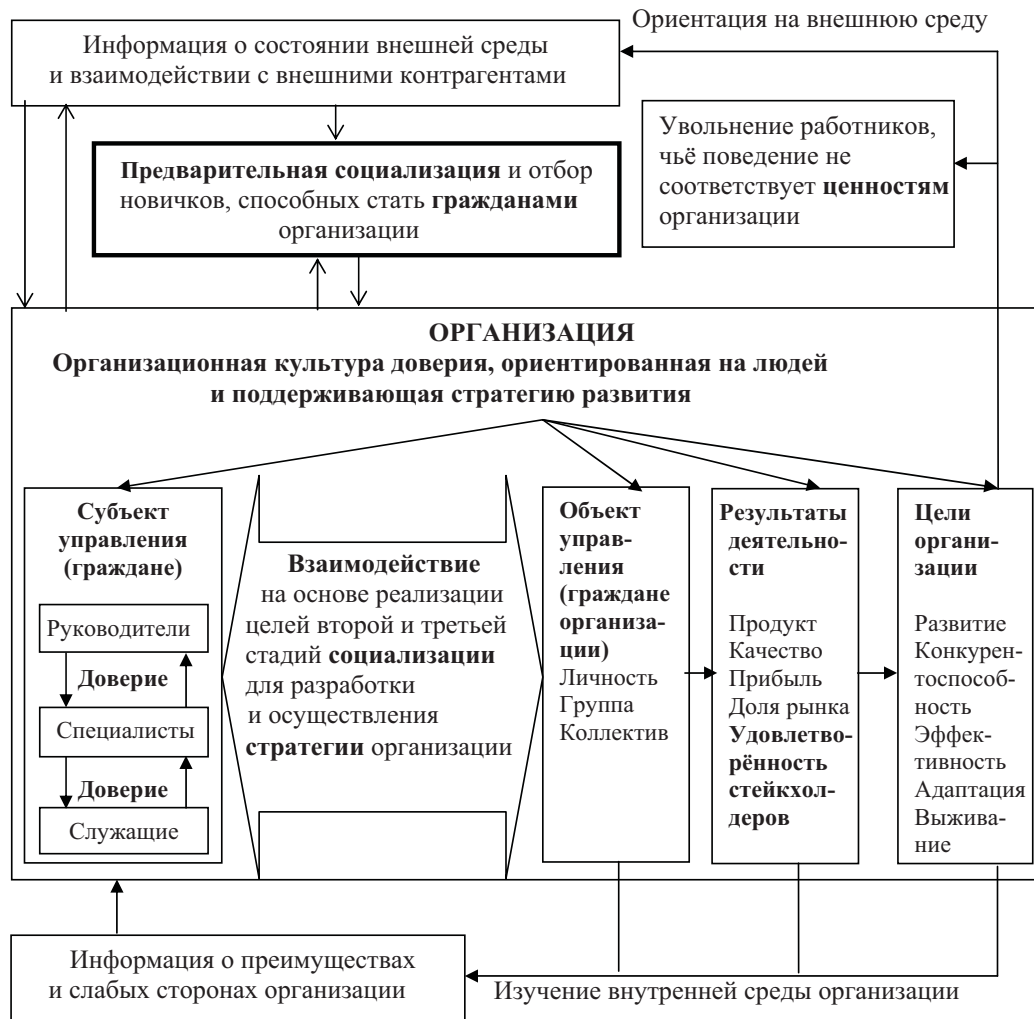 Ориентация на внешнюю среду
Информация о состоянии внешней среды
и взаимодействии с внешними контрагентами
Увольнение работников,
чьё поведение не
соответствует ценностям
организации
Предварительная социализация и отбор
новичков, способных стать гражданами
организации
ОРГАНИЗАЦИЯ
Организационная культура доверия, ориентированная на людей
и поддерживающая стратегию развития
Субъект
управления
(граждане)
Руководители
Доверие
Специалисты
Доверие
Служащие
Взаимодействие
на основе реализации
целей второй и третьей
стадий социализации
для разработки
и осуществления
стратегии организации
Объект
управ-
ления
(граждане
организа-
ции)
Личность
Группа
Коллектив
Результаты
деятельно-
сти
Продукт
Качество
Прибыль
Доля рынка
Удовлетво-
рённость
стейкхол-
деров
Цели
органи-
зации
Развитие
Конкурен-
тоспособ-
ность
Эффек-
тивность
Адаптация
Выжива-
ние
Информация о преимуществах
и слабых сторонах организации
Изучение внутренней среды организации